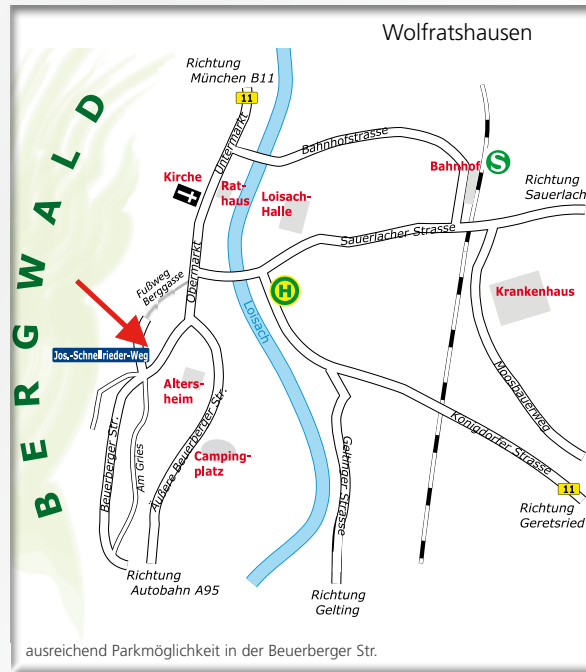 Wolfratshausen
Richtung
München B11
11
Untermarkt
Bahnhofstrasse
Bahnhof
S
Kirche
Rat-
haus
Loisach-
Halle
Richtung
Sauerlach
Sauerlacher Strasse
Obermarkt
Fußweg
Berggasse
H
Krankenhaus
Loisach
Jos.-Schnellrieder-Weg
Alters-
heim
Moosbauerweg
Beuerberger Str.
Am Gries
Äußere Beuerberger Str.
Camping-
platz
Geltinger Strasse
Königdorfer Strasse
11
Richtung
Geretsried
Richtung
Autobahn A95
Richtung
Gelting
BERGWALD
ausreichend Parkmöglichkeit in der Beuerberger Str.